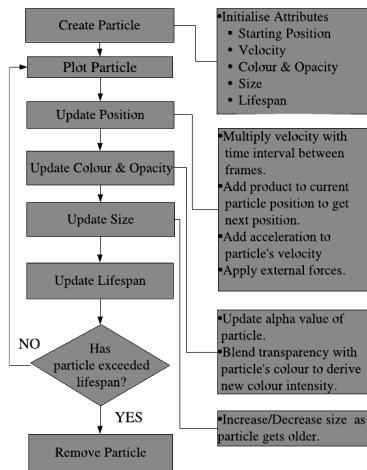 Create Particle
Plot Particle
Update Position
Update Colour & Opacity
Update Size
Update Lifespan
NO
Has
particle exceeded
lifespan?
YES
Remove Particle
•Initialise Attributes
• Starting Position
• Velocity
• Colour & Opacity
• Size
• Lifespan
•Multiply velocity with
time interval between
frames.
•Add product to current
particle position to get
next position.
•Add acceleration to
particle's velocity
•Apply external forces.
•Update alpha value of
particle.
•Blend transparency with
particle's colour to derive
new colour intensity.
•Increase/Decrease size as
particle gets older.